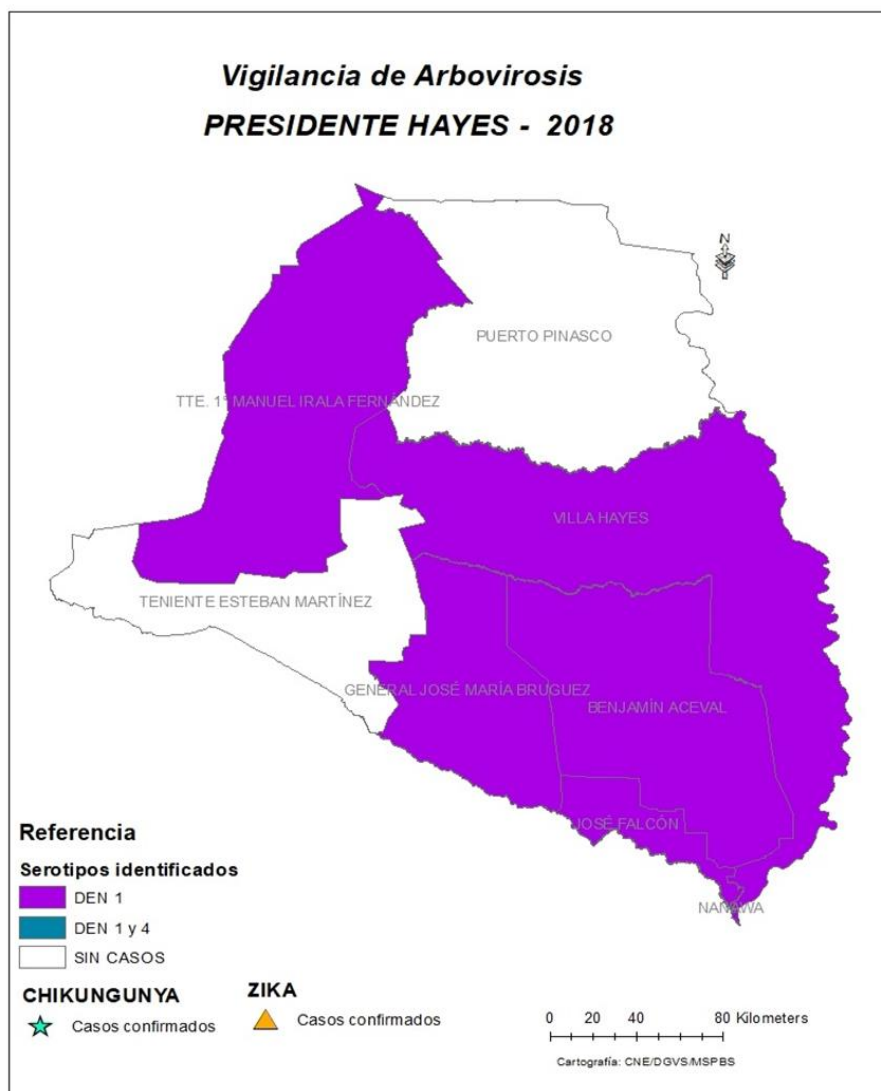 Vigilancia de Arbovirosis
PRESIDENTE HAYES - 2018
N
PUERTO PINASCO
TTE. 1º MANUEL IRALA FERNÁNDEZ
VILLA HAYES
TENIENTE ESTEBAN MARTÍNEZ
GENERAL JOSÉ MARÍA BRUGUEZ
BENJAMÍN ACEVAL
JOSÉ FALCÓN
NANAWA
Referencia
Serotipos identificados
DEN 1
DEN 1 y 4
SIN CASOS
CHIKUNGUNYA
Casos confirmados
ZIKA
Casos confirmados
0 20 40 80 Kilometers
Cartografía: CNE/DGVS/MSPBS